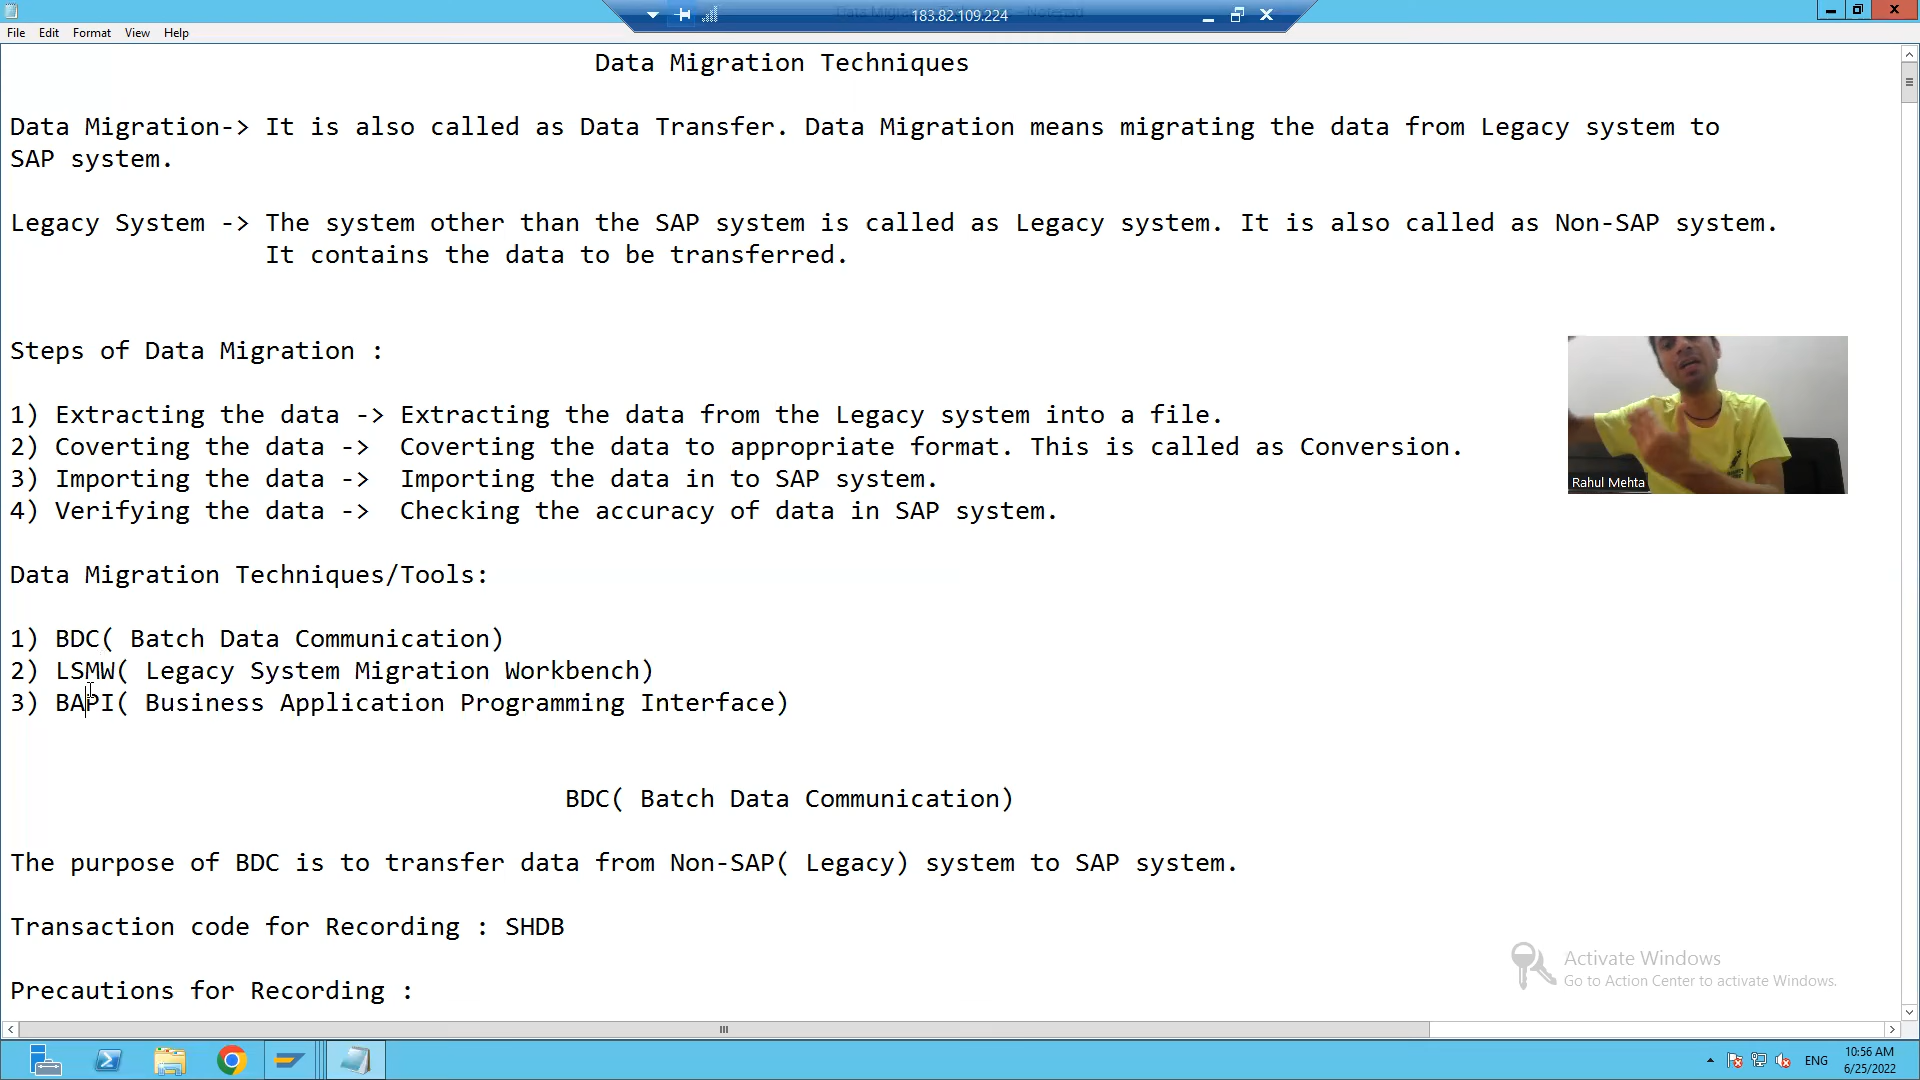 183.82.109.224
File Edit Format View Help
Data Migration Techniques
Data Migration-> It is also called as Data Transfer. Data Migration means migrating the data from Legacy system to
SAP system.
Legacy System -> The system other than the SAP system is called as Legacy system. It is also called as Non-SAP system.
It contains the data to be transferred.
Steps of Data Migration :
1) Extracting the data -> Extracting the data from the Legacy system into a file.
2) Coverting the data -> Coverting the data to appropriate format. This is called as Conversion.
3) Importing the data -> Importing the data in to SAP system.
4) Verifying the data -> Checking the accuracy of data in SAP system.
Rahul Mehta
Data Migration Techniques/Tools:
1) BDC( Batch Data Communication)
2) LSMW( Legacy System Migration Workbench)
3) BAPI( Business Application Programming Interface)
BDC( Batch Data Communication)
The purpose of BDC is to transfer data from Non-SAP( Legacy) system to SAP system.
Transaction code for Recording : SHDB
Precautions for Recording :
Activate Windows
Go to Action Center to activate Windows.
ENG
10:56 AM
6/25/2022